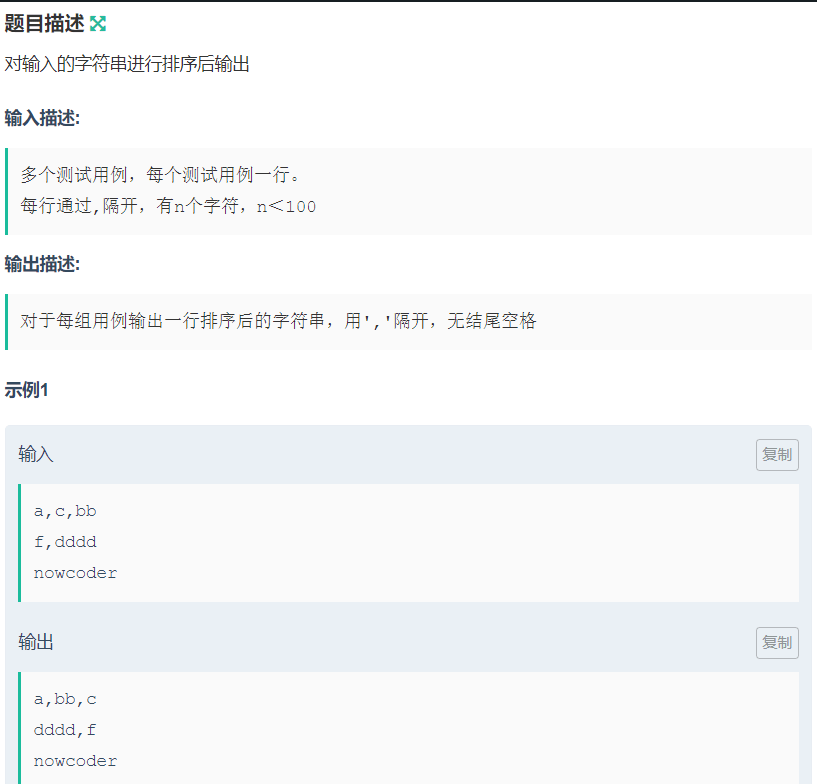 题目描述
对输入的字符串进行排序后输出
输入描述:
多个测试用例，每个测试用例一行。
每行通过,隔开，有n个字符，n＜100
输出描述:
对于每组用例输出一行排序后的字符串，用','隔开，无结尾空格
示例1
输入 复制
a,c,bb
f,dddd
nowcoder
输出 复制
a,bb,c
dddd,f
nowcoder